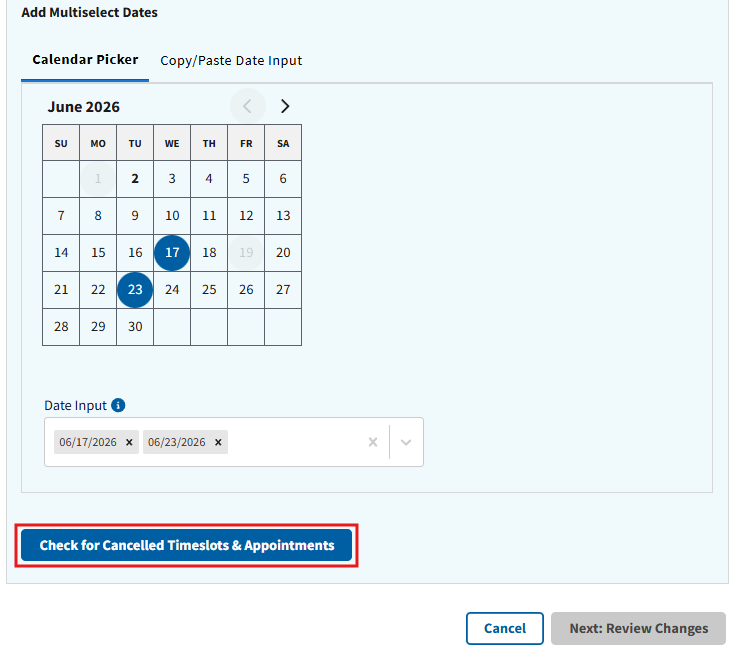 Add Multiselect Dates
Calendar Picker Copy/Paste Date Input
June 2026
SU MO TU WE TH FR SA
1 2 3 4 5 6
7 8 9 10 11 12 13
14 15 16 17 18 19 20
21 22 23 24 25 26 27
28 29 30
Date Input
06/17/2026 × 06/23/2026 ×
Check for Cancelled Timeslots & Appointments
Cancel Next: Review Changes